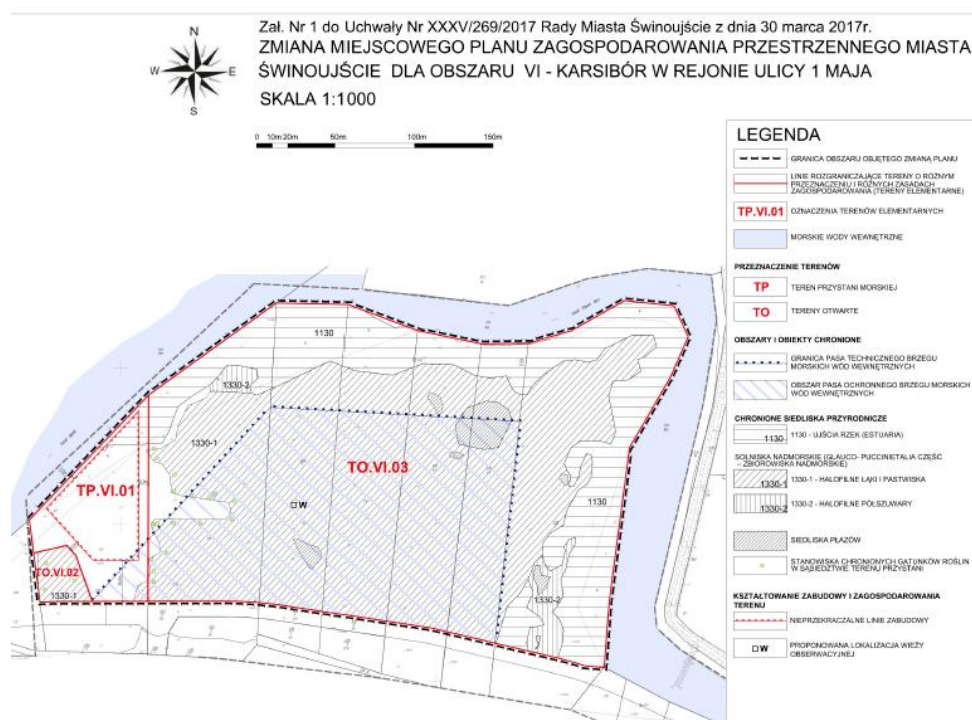 Zał. Nr 1 do Uchwały Nr XXXV/269/2017 Rady Miasta Świnoujście z dnia 30 marca 2017r.
ZMIANA MIEJSCOWEGO PLANU ZAGOSPODAROWANIA PRZESTRZENNEGO MIASTA
ŚWINOUJŚCIE DLA OBSZARU VI - KARSIBÓR W REJONIE ULICY 1 MAJA
SKALA 1:1000
N
W
E
S
0 10m 20m 50m 100m 150m
1130
1330-2
1330-1
TO.VI.03
TP.VI.01
1130
W
TO.VI.02
1330-1
1330-2
LEGENDA
GRANICA OBSZARU OBJĘTEGO ZMIANĄ PLANU
LINIE ROZGRANICZAJĄCE TERENY O RÓŻNYM
PRZEZNACZENIU I RÓŻNYCH ZASADACH
ZAGOSPODAROWANIA (TERENY ELEMENTARNE)
TP.VI.01 OZNACZENIA TERENÓW ELEMENTARNYCH
MORSKIE WODY WEWNĘTRZNE
PRZEZNACZENIE TERENÓW
TP TEREN PRZYSTANI MORSKIEJ
TO TERENY OTWARTE
OBSZARY I OBIEKTY CHRONIONE
GRANICA PASA TECHNICZNEGO BRZEGU
MORSKICH WÓD WEWNĘTRZNYCH
OBSZAR PASA OCHRONNEGO BRZEGU MORSKICH
WÓD WEWNĘTRZNYCH
CHRONIONE SIEDLISKA PRZYRODNICZE
1130 1130 - UJŚCIA RZEK (ESTUARIA)
SOLNISKA NADMORSKIE (GLAUCO- PUCCINIETALIA CZĘŚĆ
– ZBIOROWISKA NADMORSKIE)
1330-1 1330-1 - HALOFILNE ŁĄKI I PASTWISKA
1330-2 1330-2 - HALOFILNE PÓŁSZUWARY
SIEDLISKA PŁAZÓW
STANOWISKA CHRONIONYCH GATUNKÓW ROŚLIN
W SĄSIEDZTWIE TERENU PRZYSTANI
KSZTAŁTOWANIE ZABUDOWY I ZAGOSPODAROWANIA
TERENU
NIEPRZEKRACZALNE LINIE ZABUDOWY
W PROPONOWANA LOKALIZACJA WIEŻY
OBSERWACYJNEJ